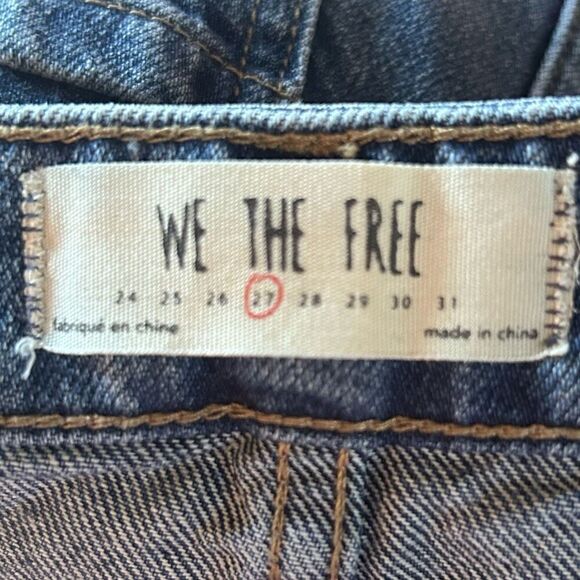 WE THE FREE
24 25 26 27 28 29 30 31
fabriqué en chine made in china